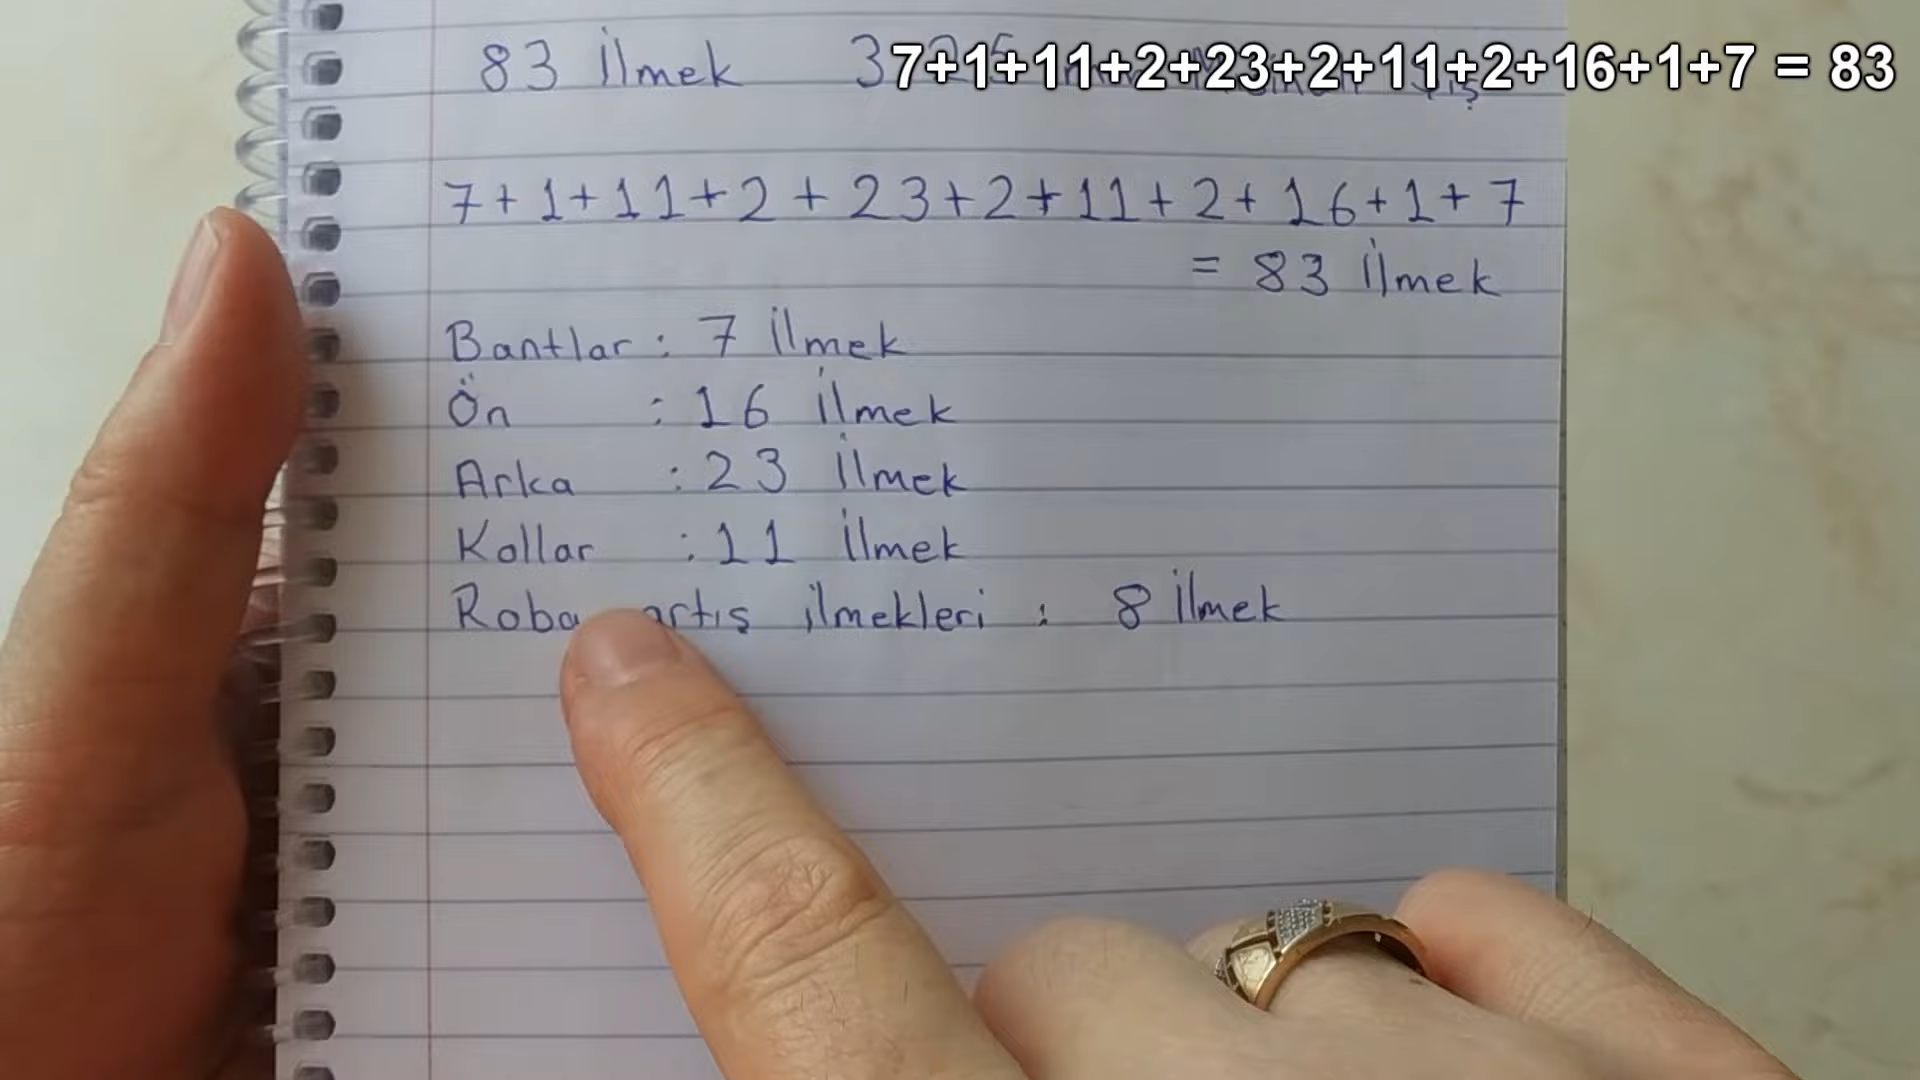 83 İlmek
7+1+11+2+23+2+11+2+16+1+7 = 83
7+1+11+2+23+2+11+2+16+1+7
= 83 İlmek
Bantlar : 7 İlmek
Ön : 16 İlmek
Arka : 23 İlmek
Kollar : 11 İlmek
Roba artış ilmekleri : 8 İlmek